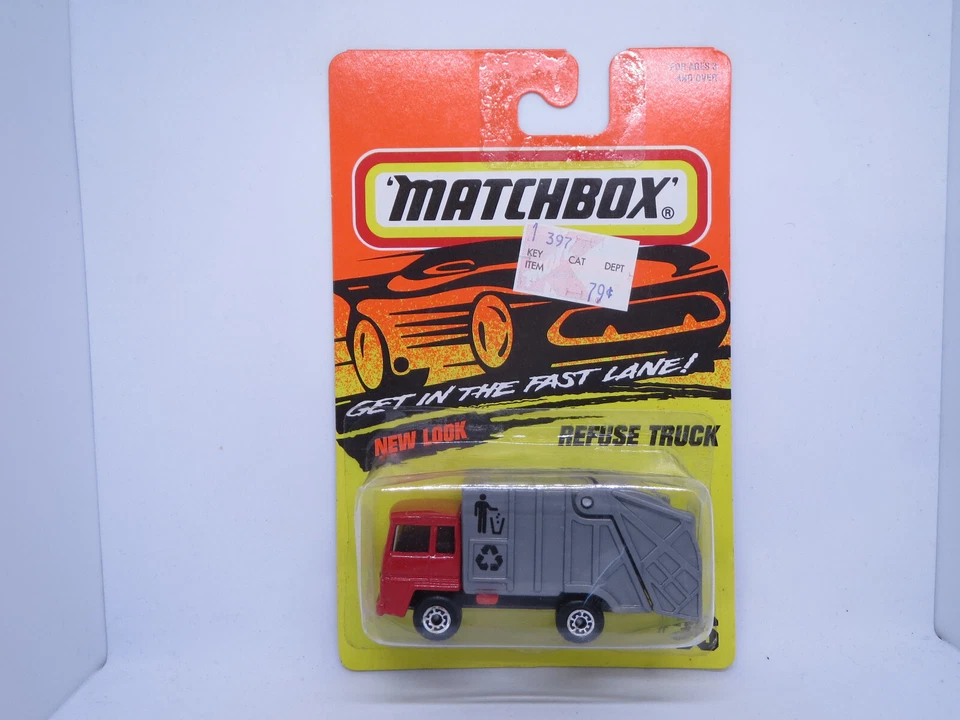 FOR AGES 3
AND OVER
'MATCHBOX'®
1 397
KEY CAT DEPT
ITEM
79¢
GET IN THE FAST LANE!
NEW LOOK
REFUSE TRUCK